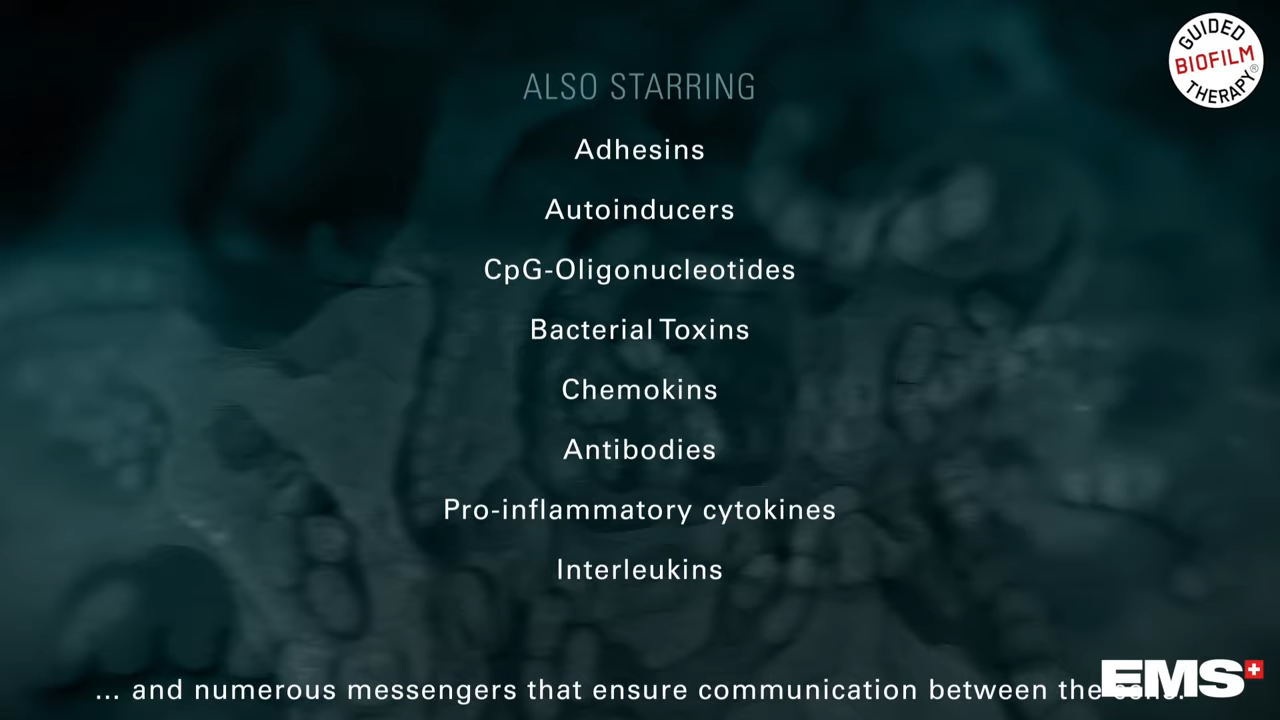 GUIDED
BIOFILM
THERAPY®
ALSO STARRING
Adhesins
Autoinducers
CpG-Oligonucleotides
Bacterial Toxins
Chemokins
Antibodies
Pro-inflammatory cytokines
Interleukins
... and numerous messengers that ensure communication between the
EMS